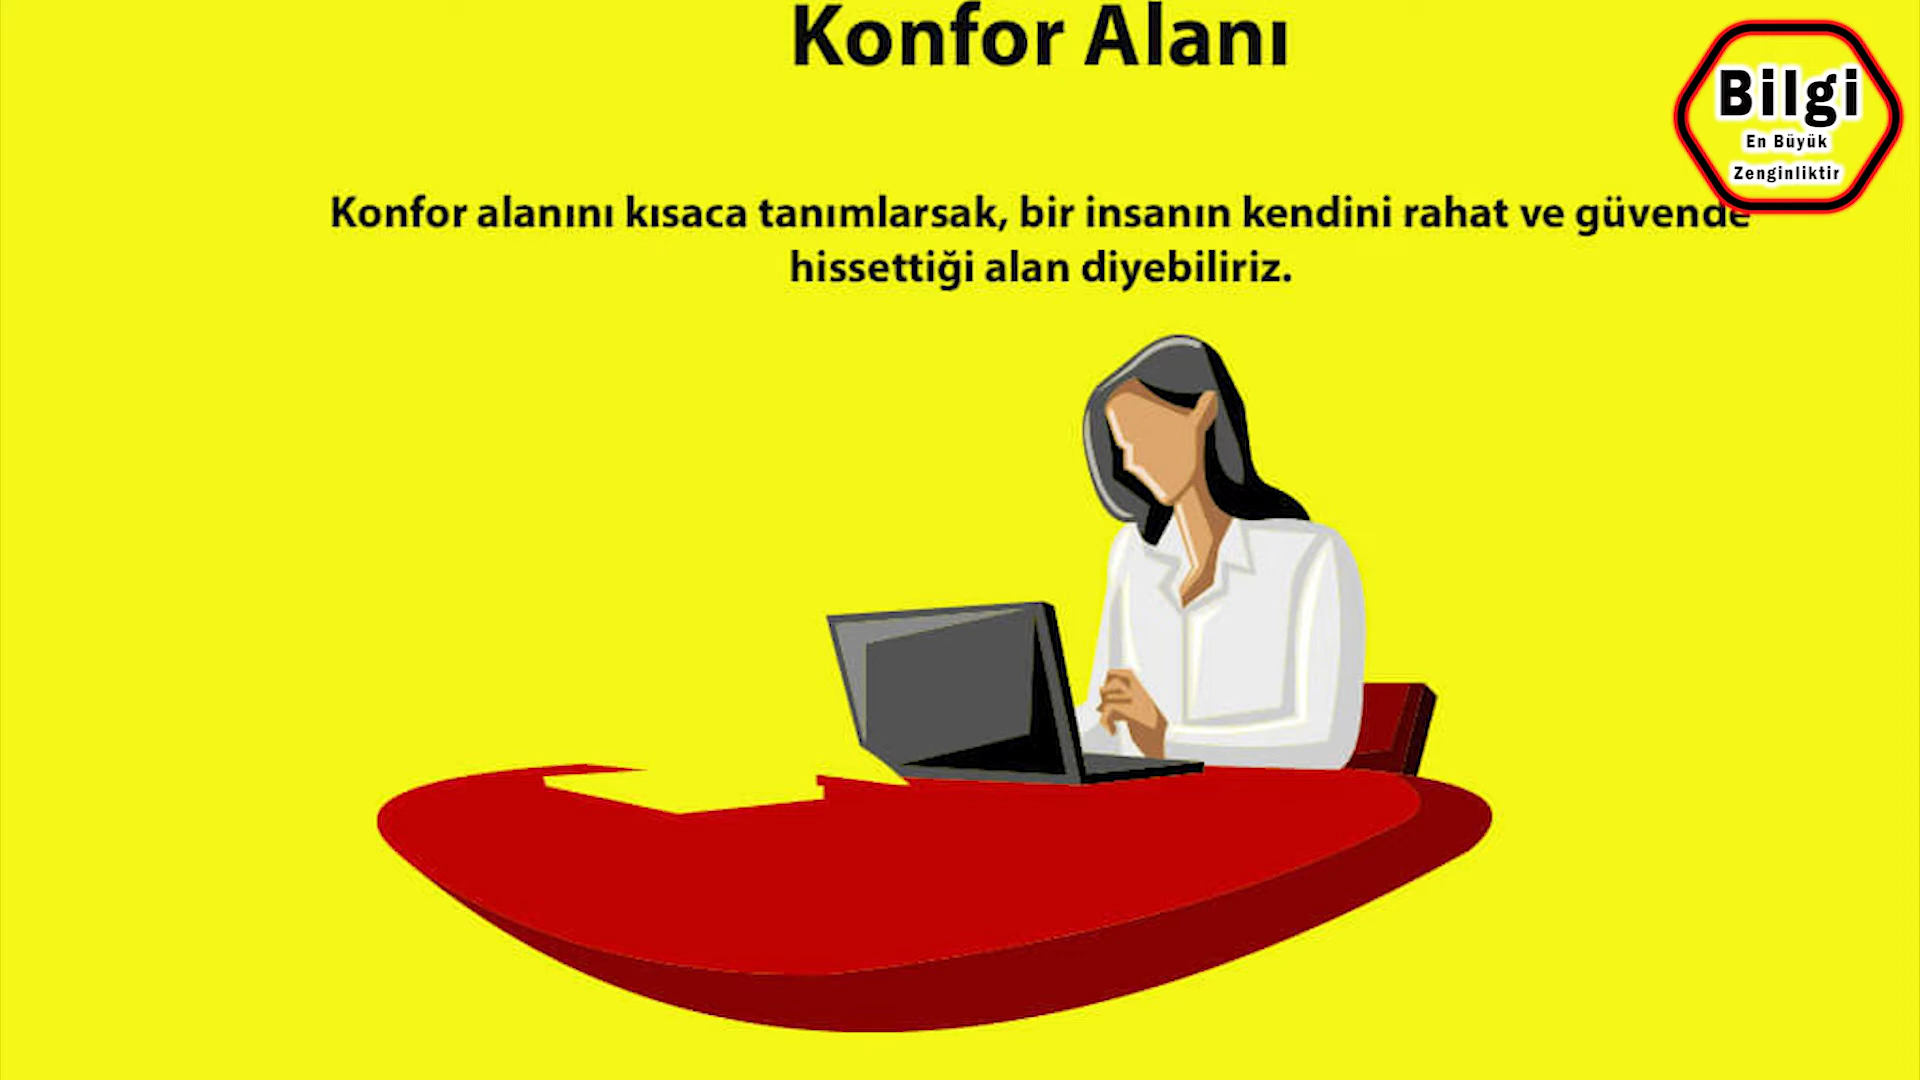 Konfor Alanı
Bilgi
En Büyük
Zenginliktir
Konfor alanını kısaca tanımlarsak, bir insanın kendini rahat ve güvende
hissettiği alan diyebiliriz.